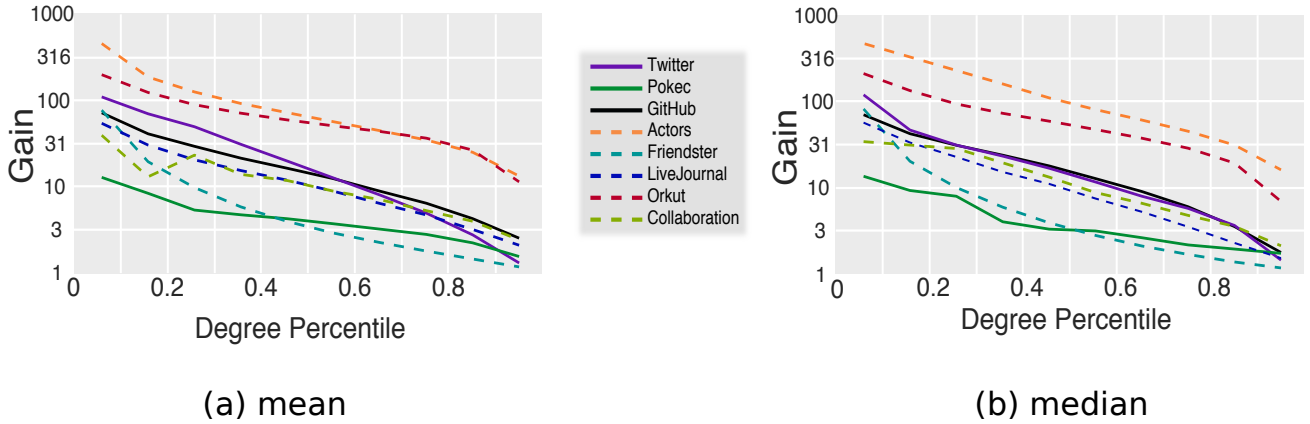 1000
316
100
31
10
3
1
Gain
0
0.2
0.4
0.6
0.8
Degree Percentile
(a) mean
Twitter
Pokec
GitHub
Actors
Friendster
LiveJournal
Orkut
Collaboration
1000
316
100
31
10
3
1
Gain
0
0.2
0.4
0.6
0.8
Degree Percentile
(b) median